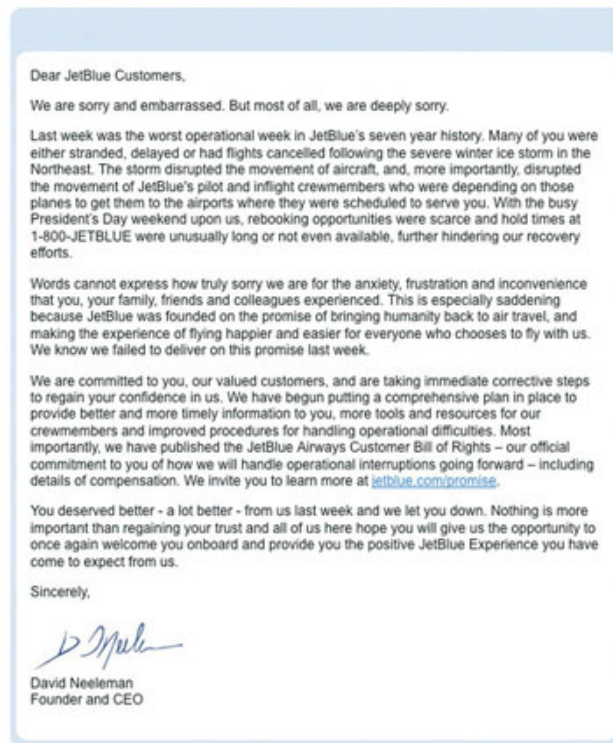 Dear JetBlue Customers,
We are sorry and embarrassed. But most of all, we are deeply sorry.
Last week was the worst operational week in JetBlue's seven year history. Many of you were
either stranded, delayed or had flights cancelled following the severe winter ice storm in the
Northeast. The storm disrupted the movement of aircraft, and, more importantly, disrupted
the movement of JetBlue's pilot and inflight crewmembers who were depending on those
planes to get them to the airports where they were scheduled to serve you. With the busy
President's Day weekend upon us, rebooking opportunities were scarce and hold times at
1-800-JETBLUE were unusually long or not even available, further hindering our recovery
efforts.
Words cannot express how truly sorry we are for the anxiety, frustration and inconvenience
that you, your family, friends and colleagues experienced. This is especially saddening
because JetBlue was founded on the promise of bringing humanity back to air travel, and
making the experience of flying happier and easier for everyone who chooses to fly with us.
We know we failed to deliver on this promise last week.
We are committed to you, our valued customers, and are taking immediate corrective steps
to regain your confidence in us. We have begun putting a comprehensive plan in place to
provide better and more timely information to you, more tools and resources for our
crewmembers and improved procedures for handling operational difficulties. Most
importantly, we have published the JetBlue Airways Customer Bill of Rights – our official
commitment to you of how we will handle operational interruptions going forward – including
details of compensation. We invite you to learn more at jetblue.com/promise.
You deserved better - a lot better - from us last week and we let you down. Nothing is more
important than regaining your trust and all of us here hope you will give us the opportunity to
once again welcome you onboard and provide you the positive JetBlue Experience you have
come to expect from us.
Sincerely,
D Neeleman
David Neeleman
Founder and CEO